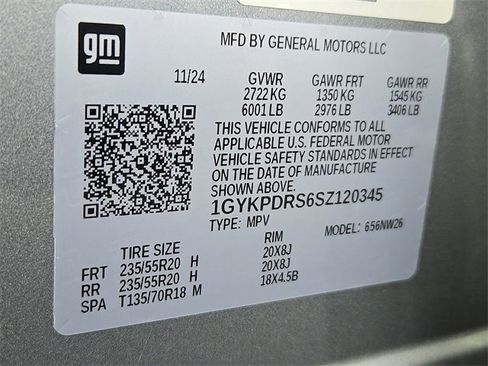 gm
MFD BY GENERAL MOTORS LLC
11/24 GVWR GAWR FRT GAWR RR
2722 KG 1350 KG 1545 KG
6001 LB 2976 LB 3406 LB
THIS VEHICLE CONFORMS TO ALL
APPLICABLE U.S. FEDERAL MOTOR
VEHICLE SAFETY STANDARDS IN EFFECT
ON THE DATE OF MANUFACTURE
SHOWN ABOVE.
1GYKPDRS6SZ120345
TYPE: MPV MODEL: 656NW26
TIRE SIZE RIM
FRT 235/55R20 H 20X8J
RR 235/55R20 H 20X8J
SPA T135/70R18 M 18X4.5B